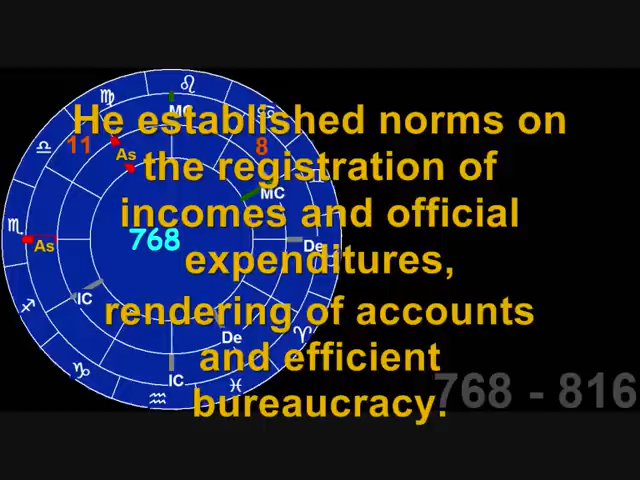 He established norms on
the registration of
incomes and official
expenditures,
rendering of accounts
and efficient
bureaucracy.
MC
11
8
As
MC
768
As
De
IC
De
IC
768 - 816